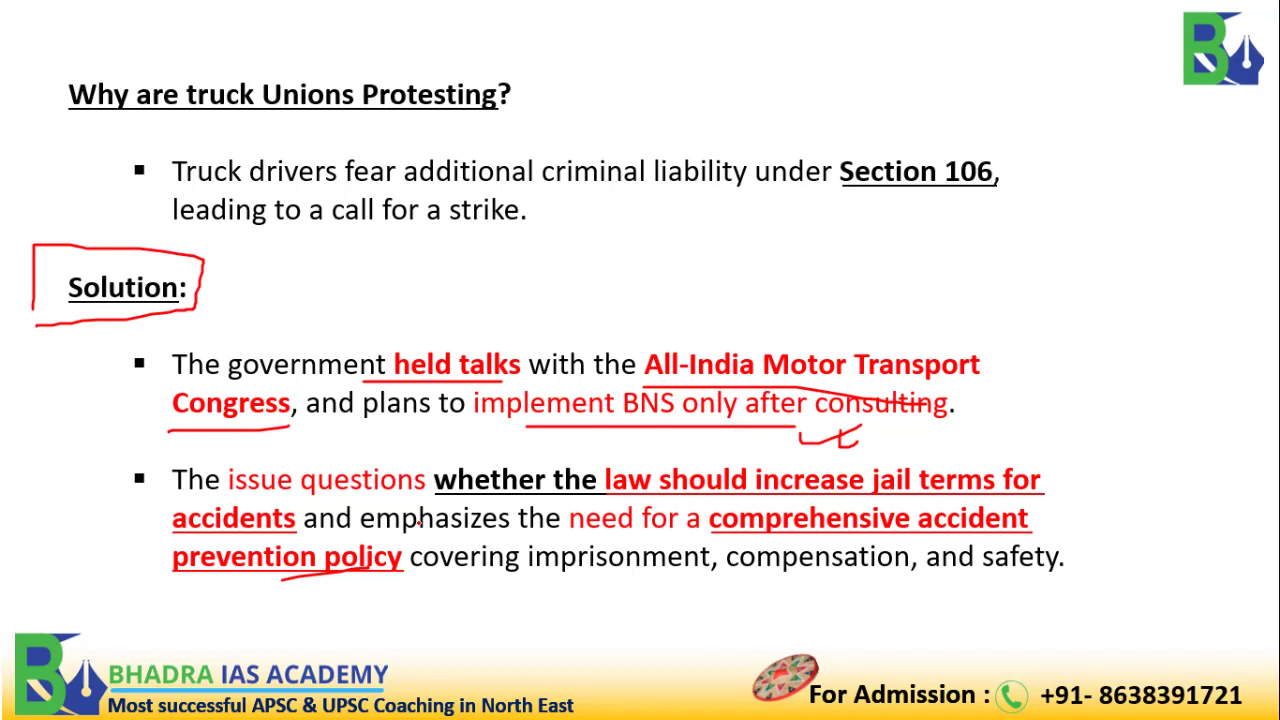 Why are truck Unions Protesting?
▪ Truck drivers fear additional criminal liability under Section 106,
leading to a call for a strike.
Solution:
▪ The government held talks with the All-India Motor Transport
Congress, and plans to implement BNS only after consulting.
▪ The issue questions whether the law should increase jail terms for
accidents and emphasizes the need for a comprehensive accident
prevention policy covering imprisonment, compensation, and safety.
BHADRA IAS ACADEMY
Most successful APSC & UPSC Coaching in North East
For Admission : +91- 8638391721